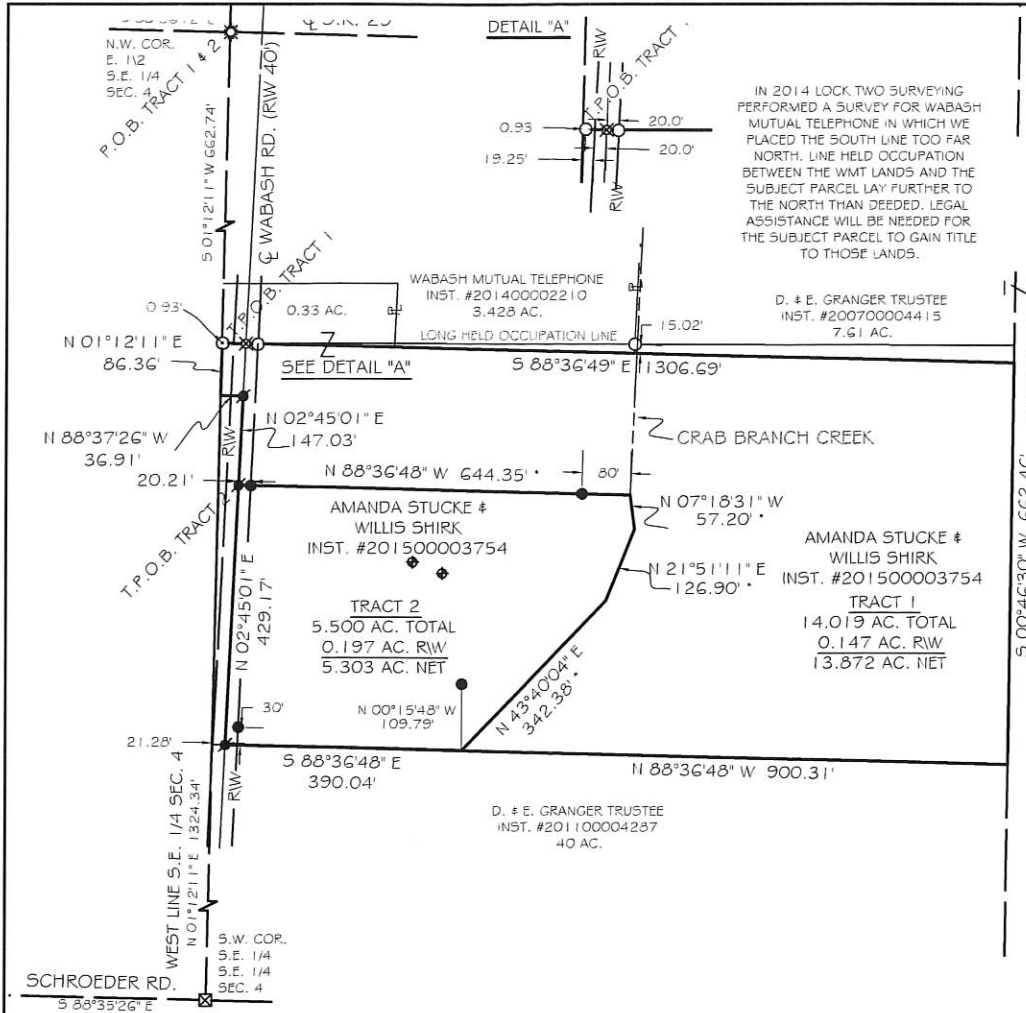 DETAIL "A"
N.W. COR.
E. 1\2
S.E. 1/4
SEC. 4
P.O.B. TRACT 1 & 2
S 01°12'11" W 662.74'
℄ WABASH RD. (R\W 40')
R\W
T.P.O.B. TRACT
0.93
20.0'
20.0'
19.25'
R\W
IN 2014 LOCK TWO SURVEYING
PERFORMED A SURVEY FOR WABASH
MUTUAL TELEPHONE IN WHICH WE
PLACED THE SOUTH LINE TOO FAR
NORTH. LINE HELD OCCUPATION
BETWEEN THE WMT LANDS AND THE
SUBJECT PARCEL LAY FURTHER TO
THE NORTH THAN DEEDED. LEGAL
ASSISTANCE WILL BE NEEDED FOR
THE SUBJECT PARCEL TO GAIN TITLE
TO THOSE LANDS.
T.P.O.B. TRACT 1
WABASH MUTUAL TELEPHONE
INST. #201400002210
3.428 AC.
0.33 AC.
0.93'
LONG HELD OCCUPATION LINE
15.02'
D. & E. GRANGER TRUSTEE
INST. #200700004415
7.61 AC.
N 01°12'11" E
86.36'
SEE DETAIL "A"
S 88°36'49" E 1306.69'
N 88°37'26" W
36.91'
R\W
N 02°45'01" E
147.03'
CRAB BRANCH CREEK
20.21'
N 88°36'48" W 644.35' *
80'
N 07°18'31" W
57.20' *
T.P.O.B. TRACT
AMANDA STUCKE &
WILLIS SHIRK
INST. #201500003754
N 21°51'11" E
126.90' *
AMANDA STUCKE &
WILLIS SHIRK
INST. #201500003754
TRACT 1
14.019 AC. TOTAL
0.147 AC. R\W
13.872 AC. NET
S 00°46'30" W 662.46'
N 02°45'01" E
429.17'
TRACT 2
5.500 AC. TOTAL
0.197 AC. R\W
5.303 AC. NET
N 43°40'04" E
342.38' *
N 00°15'48" W
109.79'
30'
21.28'
R\W
S 88°36'48" E
390.04'
N 88°36'48" W 900.31'
D. & E. GRANGER TRUSTEE
INST. #201100004287
40 AC.
WEST LINE S.E. 1/4 SEC. 4
N 01°12'11" E 1324.34'
S.W. COR.
S.E. 1/4
S.E. 1/4
SEC. 4
SCHROEDER RD.
S 88°35'26" E